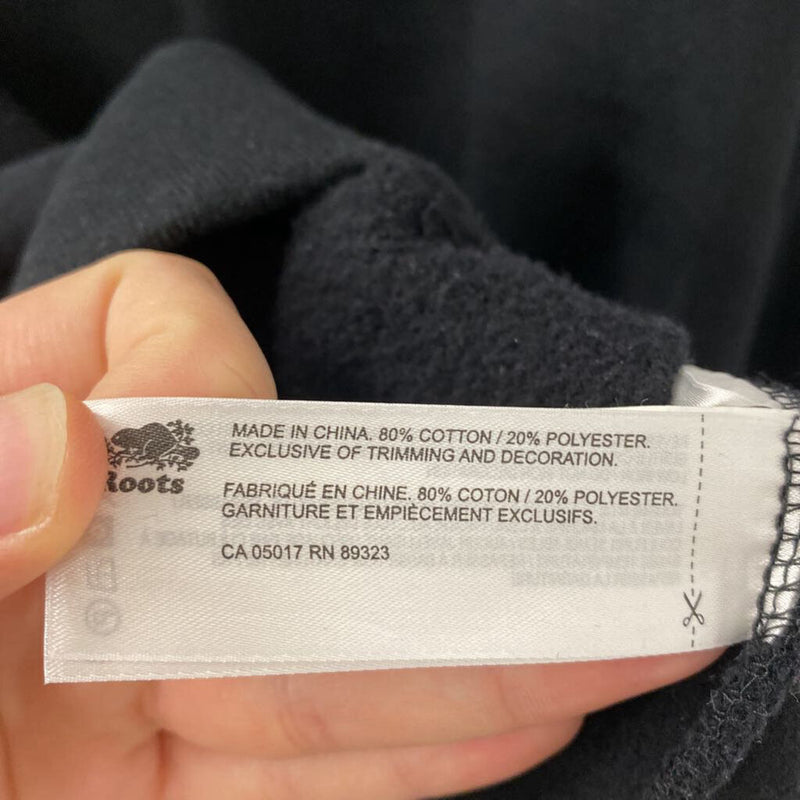 Roots
MADE IN CHINA. 80% COTTON / 20% POLYESTER.
EXCLUSIVE OF TRIMMING AND DECORATION.
FABRIQUÉ EN CHINE. 80% COTON / 20% POLYESTER.
GARNITURE ET EMPIÈCEMENT EXCLUSIFS.
CA 05017 RN 89323